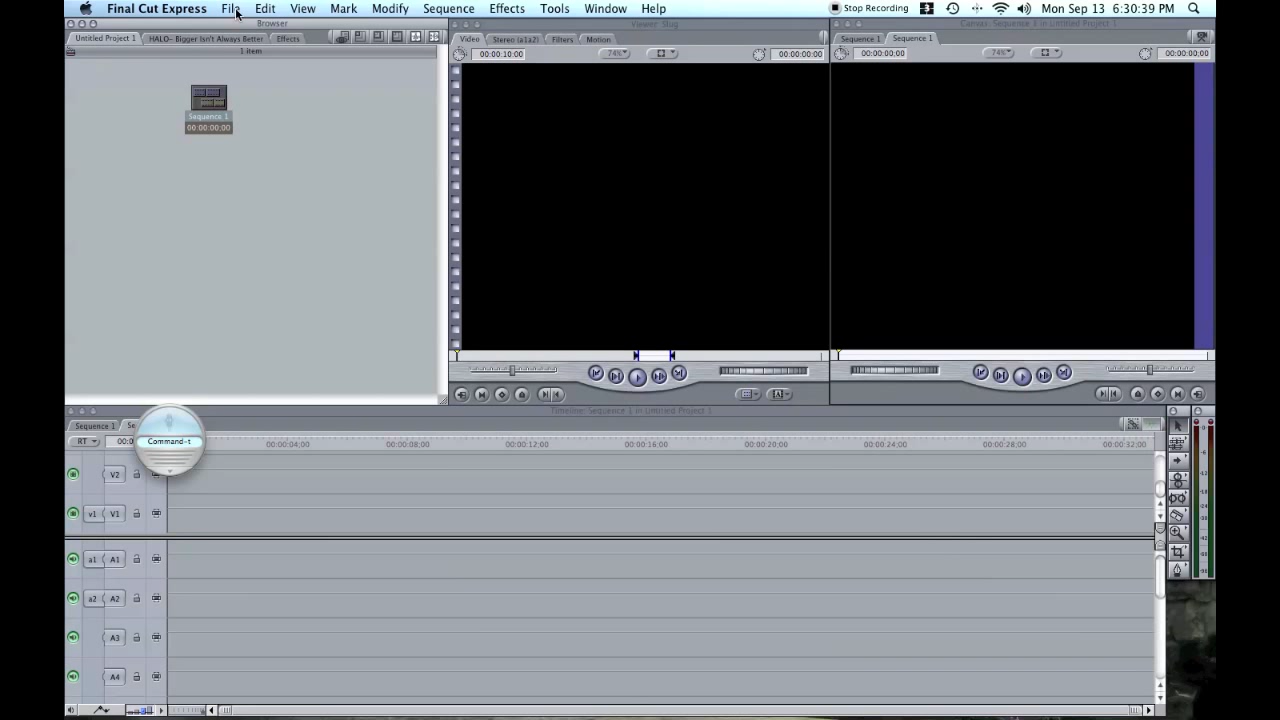 Final Cut Express File Edit View Mark Modify Sequence Effects Tools Window Help Stop Recording Mon Sep 13 6:30:39 PM
Browser
Viewer: Slug
Canvas: Sequence 1 in Untitled Project 1
Untitled Project 1 HALO- Bigger Isn't Always Better Effects
Video Stereo (a1a2) Filters Motion
Sequence 1 Sequence 1
1 item
00:00:10:00 74% 00:00:00:00
00:00:00;00 74% 00:00:00;00
Sequence 1
00:00:00;00
Timeline: Sequence 1 in Untitled Project 1
Sequence 1 Se
RT 00:0
Command-t
00:00:04;00 00:00:08;00 00:00:12;00 00:00:16;00 00:00:20;00 00:00:24;00 00:00:28;00 00:00:32;00
V2
v1 V1
a1 A1
a2 A2
A3
A4